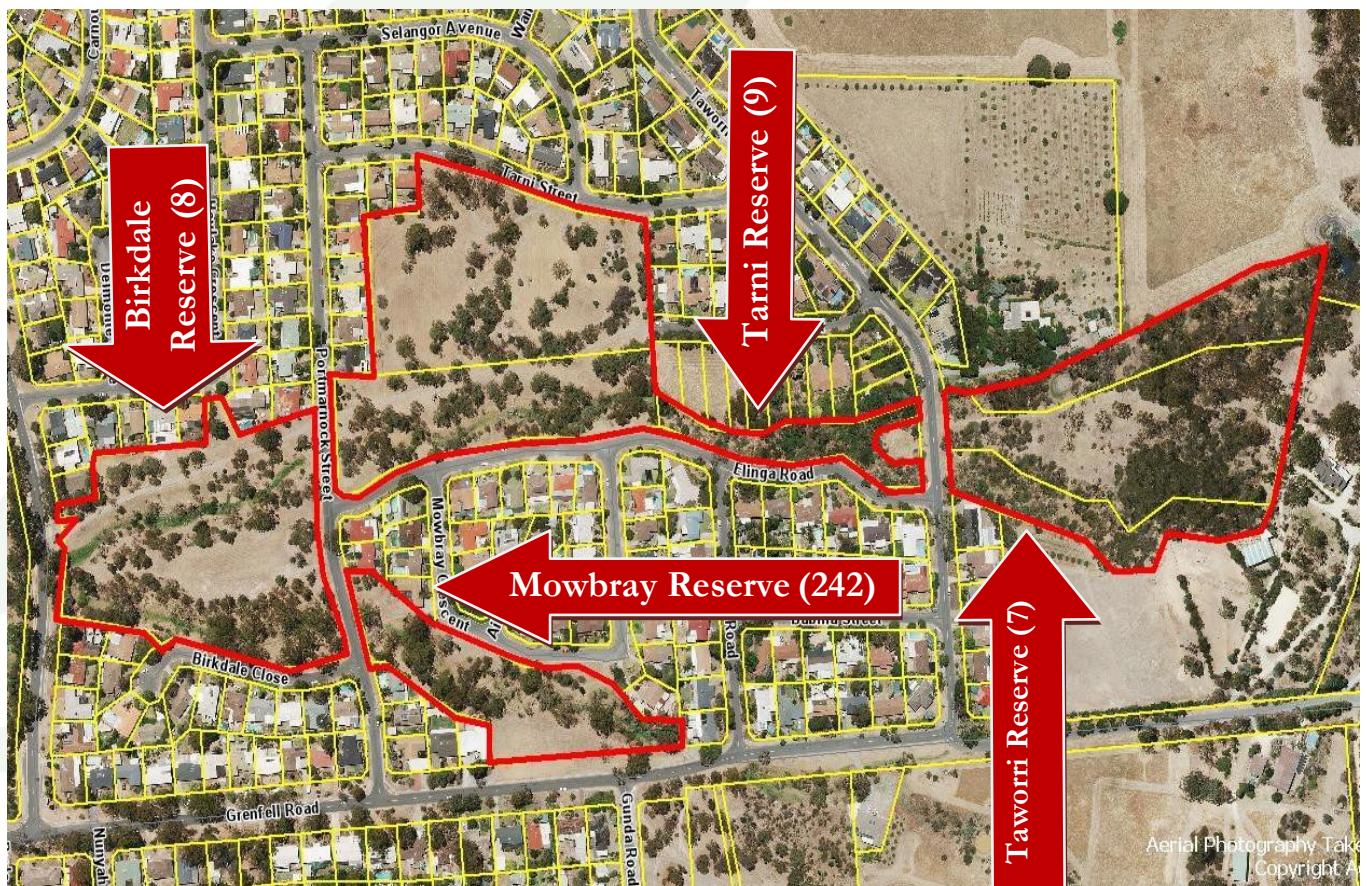 Selangor Avenue
Tarni Street
Birkdale
Reserve (8)
Tarni Reserve (9)
Portmarnock Street
Elinga Road
Mowbray Reserve (242)
Birkdale Close
Road
Taworri Reserve (7)
Grenfell Road
Gunda Road
Aerial Photography Take
Copyright A